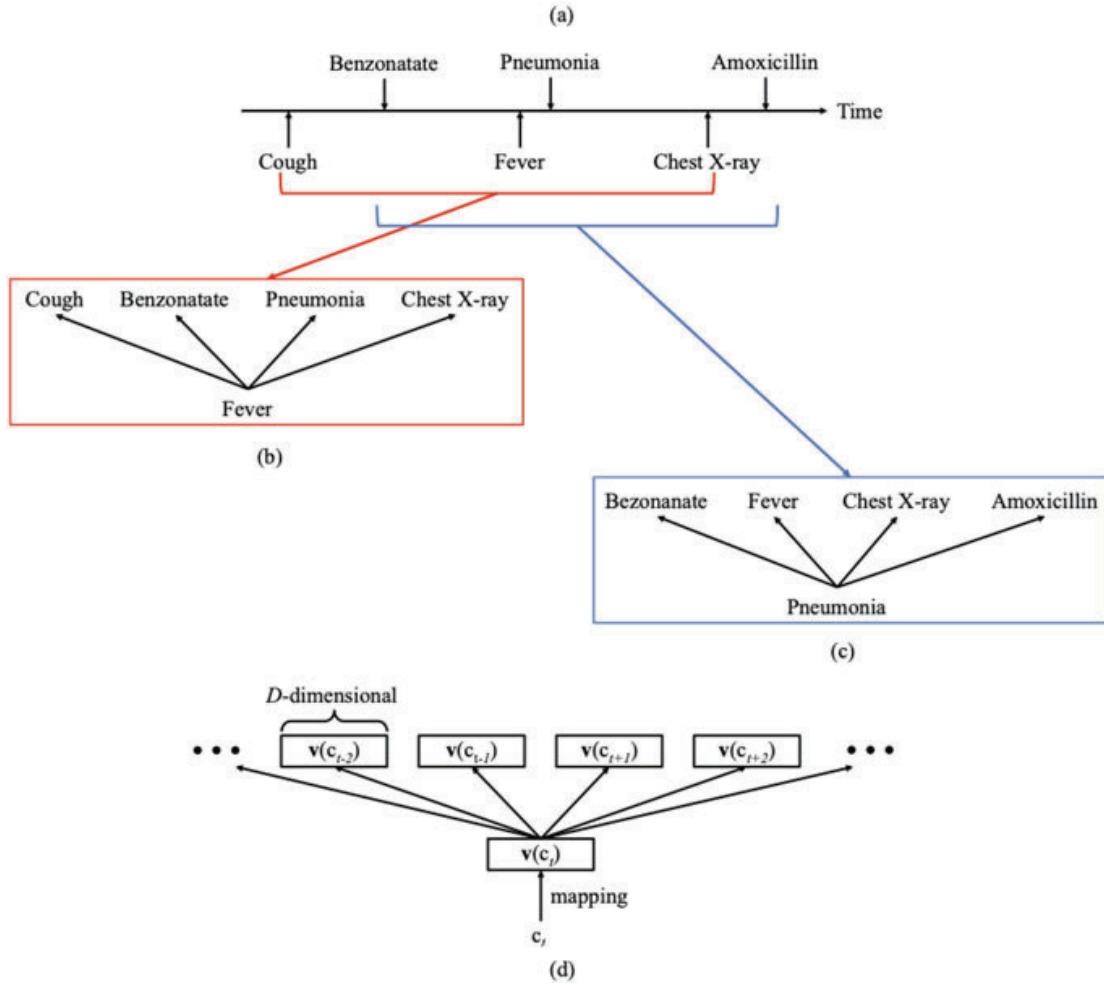 (a)
Benzonatate Pneumonia Amoxicillin
Time
Cough Fever Chest X-ray
Cough Benzonatate Pneumonia Chest X-ray
Fever
(b)
Bezonanate Fever Chest X-ray Amoxicillin
Pneumonia
(c)
D-dimensional
••• v(c_{t-2}) v(c_{t-1}) v(c_{t+1}) v(c_{t+2}) •••
v(c_t)
mapping
c_t
(d)